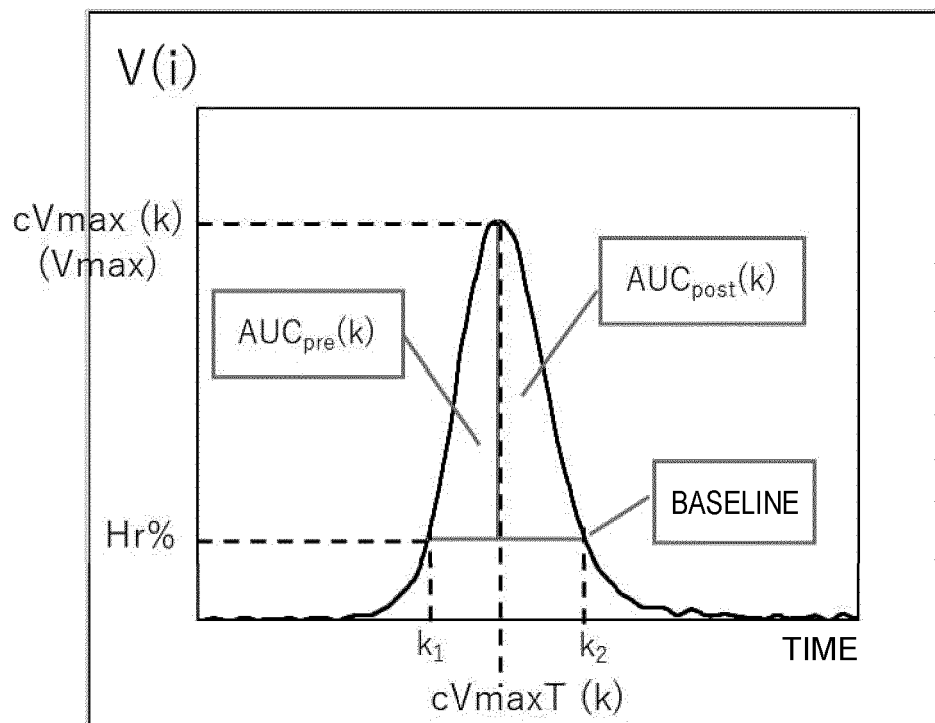 V(i)
cVmax (k)
(Vmax)
AUCpre(k)
AUCpost(k)
BASELINE
Hr%
k1
k2
TIME
cVmaxT (k)